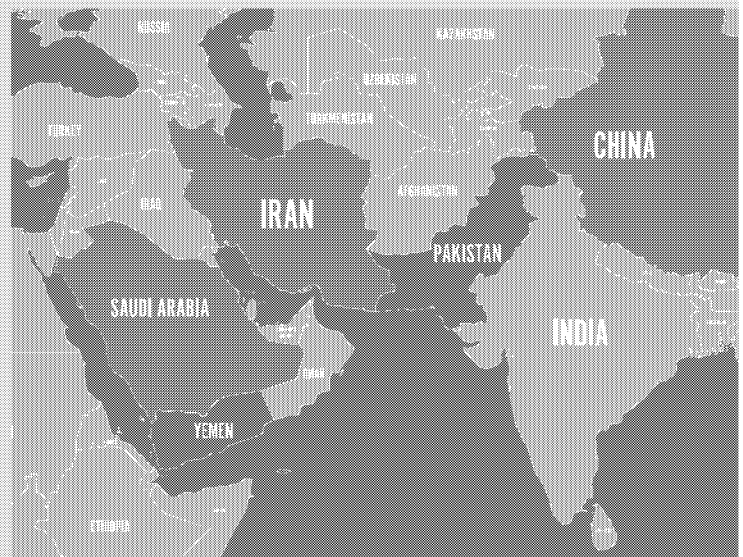 RUSSIA
KAZAKHSTAN
UZBEKISTAN
TURKMENISTAN
TURKEY
CHINA
AFGHANISTAN
IRAQ
IRAN
PAKISTAN
SAUDI ARABIA
INDIA
OMAN
YEMEN
ETHIOPIA